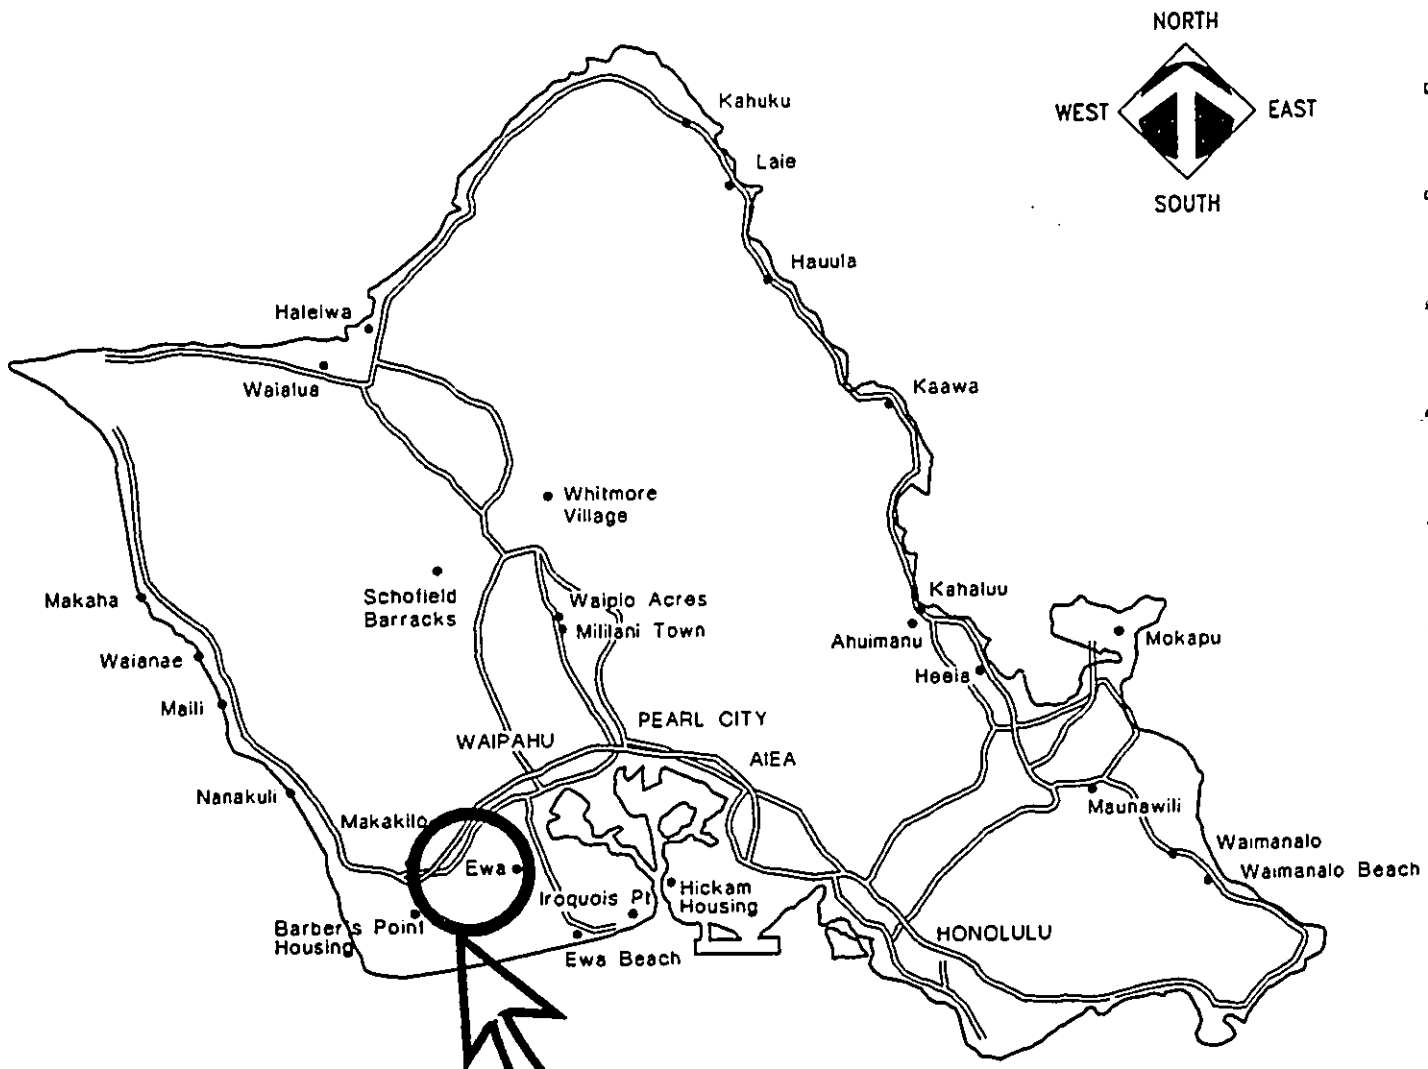 NORTH
WEST
EAST
SOUTH
Kahuku
Laie
Hauula
Haleiwa
Waialua
Kaawa
Whitmore
Village
Schofield
Barracks
Makaha
Waipio Acres
Mililani Town
Kahaluu
Ahuimanu
Mokapu
Waianae
Heeia
Maili
PEARL CITY
WAIPAHU
AIEA
Nanakuli
Maunawili
Makakilo
Waimanalo
Waimanalo Beach
Ewa
Iroquois Pt
Hickam
Housing
Barber's Point
Housing
Ewa Beach
HONOLULU